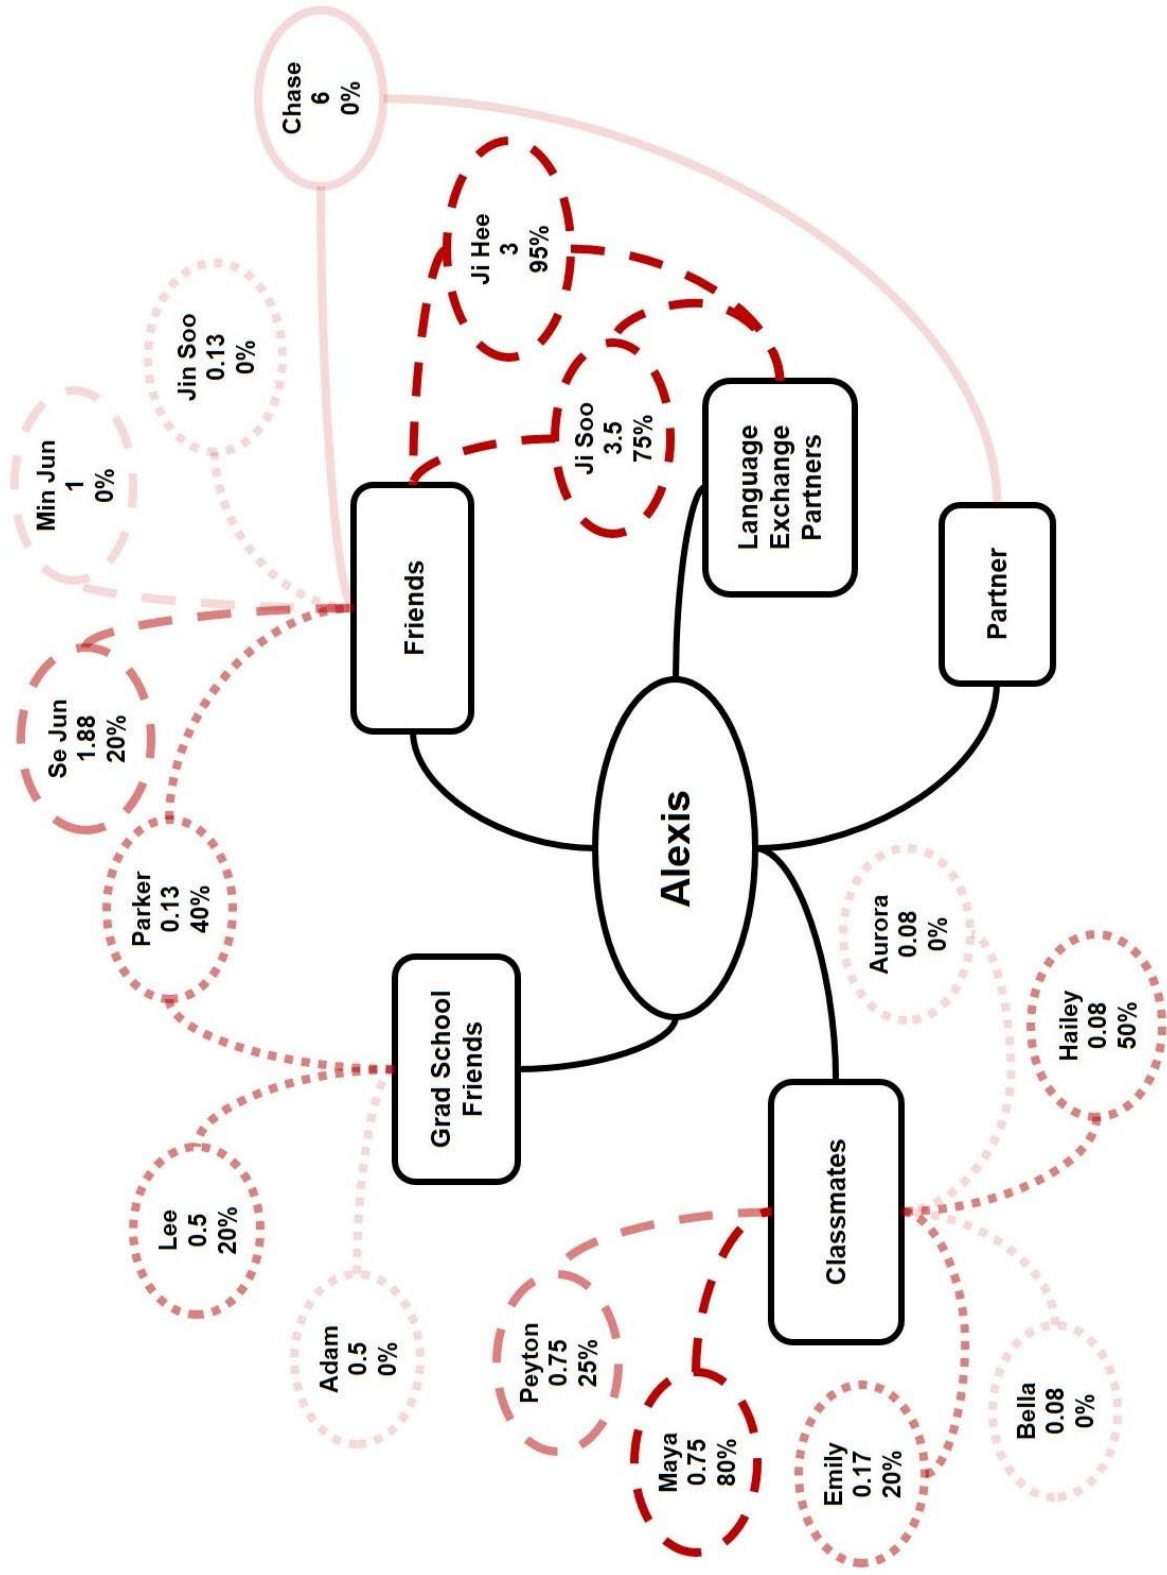 Lee
0.5
20%
Parker
0.13
40%
Se Jun
1.88
20%
Min Jun
1
0%
Jin Soo
0.13
0%
Chase
6
0%
Adam
0.5
0%
Grad School
Friends
Friends
Ji Hee
3
95%
Ji Soo
3.5
75%
Peyton
0.75
25%
Maya
0.75
80%
Alexis
Language
Exchange
Partners
Emily
0.17
20%
Classmates
Aurora
0.08
0%
Partner
Bella
0.08
0%
Hailey
0.08
50%